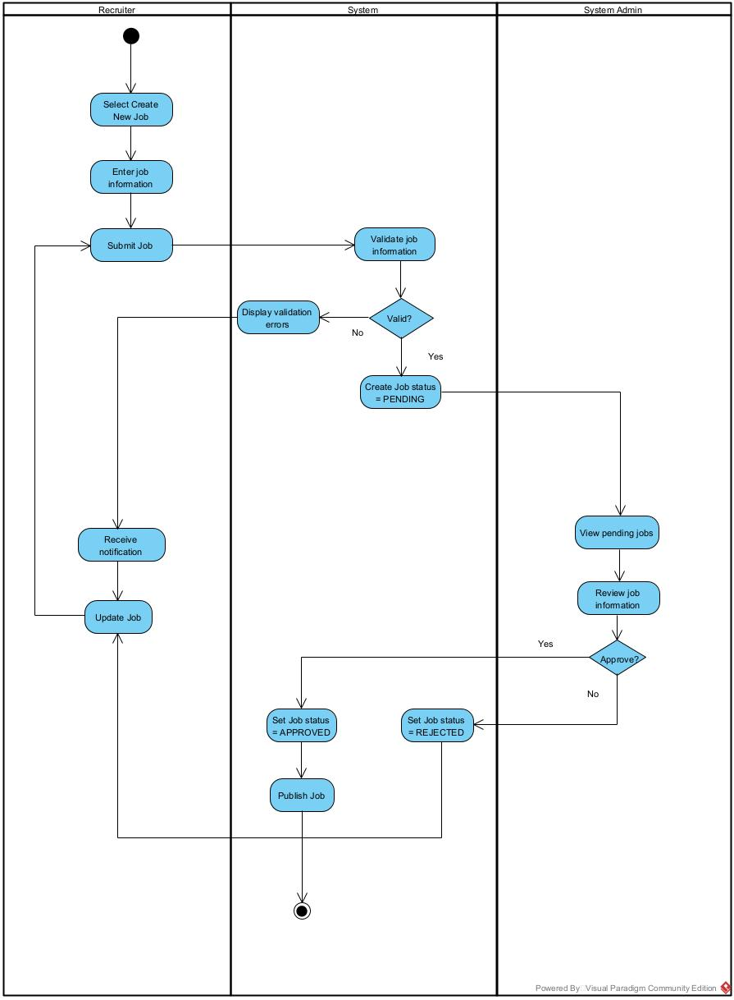 Recruiter
System
System Admin
Select Create
New Job
Enter job
information
Submit Job
Validate job
information
Display validation
errors
Valid?
No
Yes
Create Job status
= PENDING
Receive
notification
View pending jobs
Update Job
Review job
information
Yes
Approve?
No
Set Job status
= APPROVED
Set Job status
= REJECTED
Publish Job
Powered By Visual Paradigm Community Edition